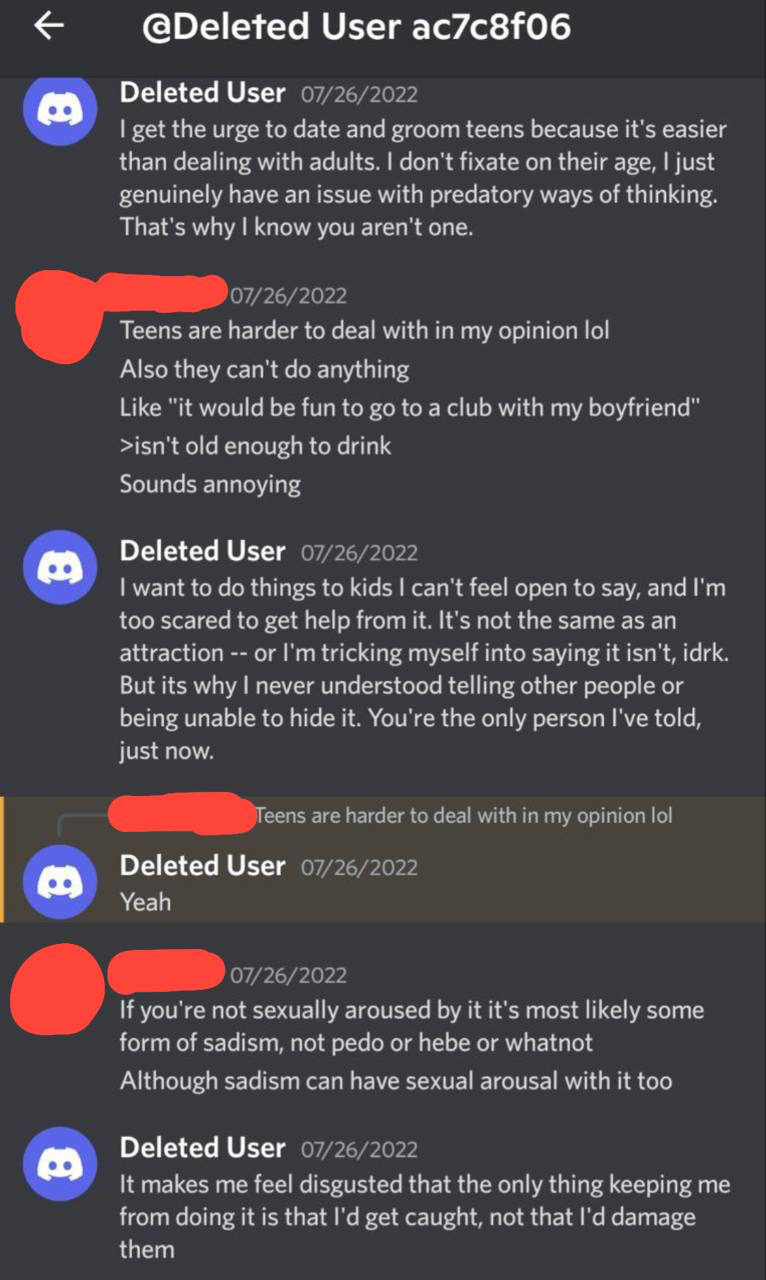 @Deleted User ac7c8f06
Deleted User 07/26/2022
I get the urge to date and groom teens because it's easier
than dealing with adults. I don't fixate on their age, I just
genuinely have an issue with predatory ways of thinking.
That's why I know you aren't one.
07/26/2022
Teens are harder to deal with in my opinion lol
Also they can't do anything
Like "it would be fun to go to a club with my boyfriend"
>isn't old enough to drink
Sounds annoying
Deleted User 07/26/2022
I want to do things to kids I can't feel open to say, and I'm
too scared to get help from it. It's not the same as an
attraction -- or I'm tricking myself into saying it isn't, idrk.
But its why I never understood telling other people or
being unable to hide it. You're the only person I've told,
just now.
Teens are harder to deal with in my opinion lol
Deleted User 07/26/2022
Yeah
07/26/2022
If you're not sexually aroused by it it's most likely some
form of sadism, not pedo or hebe or whatnot
Although sadism can have sexual arousal with it too
Deleted User 07/26/2022
It makes me feel disgusted that the only thing keeping me
from doing it is that I'd get caught, not that I'd damage
them